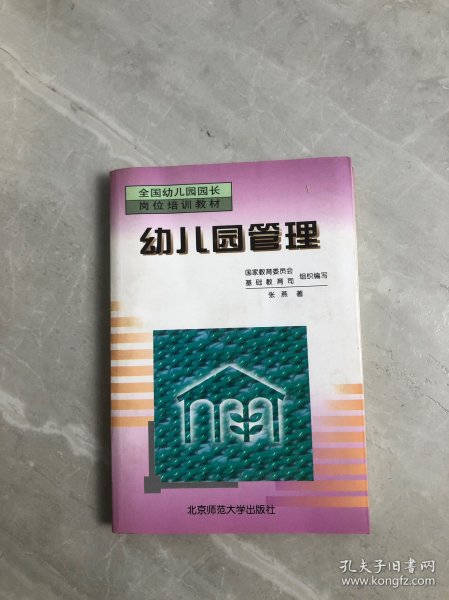 全国幼儿园园长
岗位培训教材
幼儿园管理
国家教育委员会
基础教育司 组织编写
张燕 著
北京师范大学出版社
孔夫子旧书网
www.kongfz.com